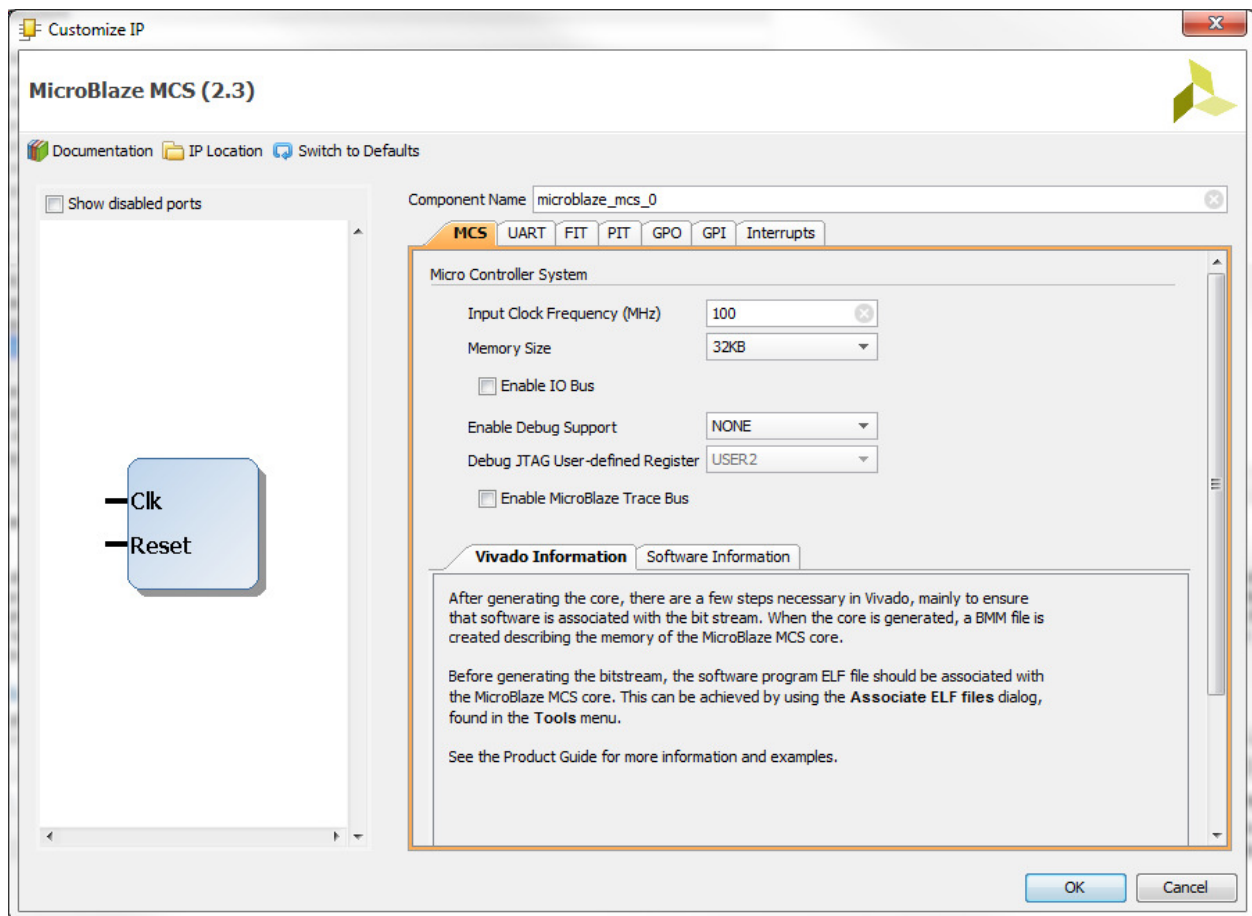 Customize IP
MicroBlaze MCS (2.3)
Documentation IP Location Switch to Defaults
Show disabled ports
Component Name microblaze_mcs_0
MCS UART FIT PIT GPO GPI Interrupts
Micro Controller System
Input Clock Frequency (MHz) 100
Memory Size 32KB
Enable IO Bus
Enable Debug Support NONE
Debug JTAG User-defined Register USER2
Enable MicroBlaze Trace Bus
Clk
Reset
Vivado Information Software Information
After generating the core, there are a few steps necessary in Vivado, mainly to ensure
that software is associated with the bit stream. When the core is generated, a BMM file is
created describing the memory of the MicroBlaze MCS core.
Before generating the bitstream, the software program ELF file should be associated with
the MicroBlaze MCS core. This can be achieved by using the Associate ELF files dialog,
found in the Tools menu.
See the Product Guide for more information and examples.
OK Cancel